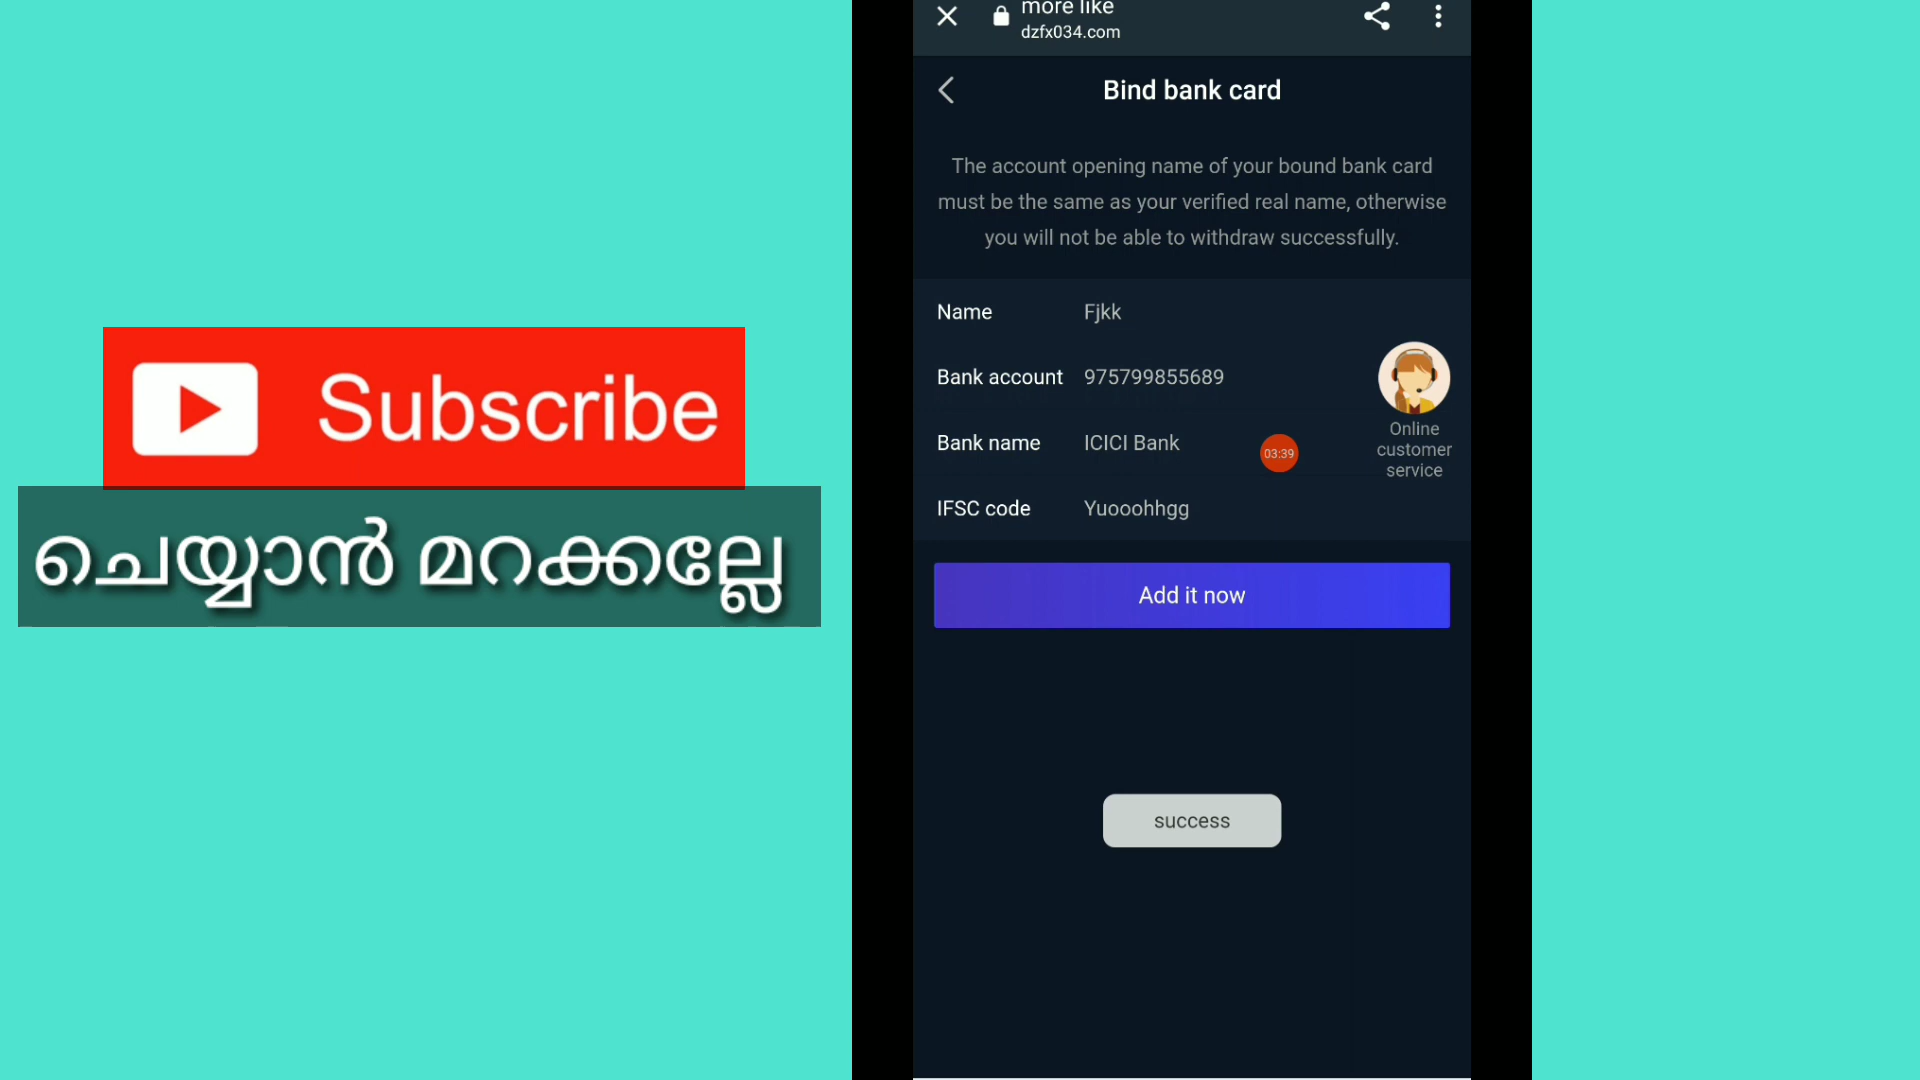 Subscribe
ചെയ്യാൻ മറക്കല്ലേ
more like
dzfx034.com
Bind bank card
The account opening name of your bound bank card
must be the same as your verified real name, otherwise
you will not be able to withdraw successfully.
Name Fjkk
Bank account 975799855689
Bank name ICICI Bank
03:39
Online
customer
service
IFSC code Yuooohhgg
Add it now
success